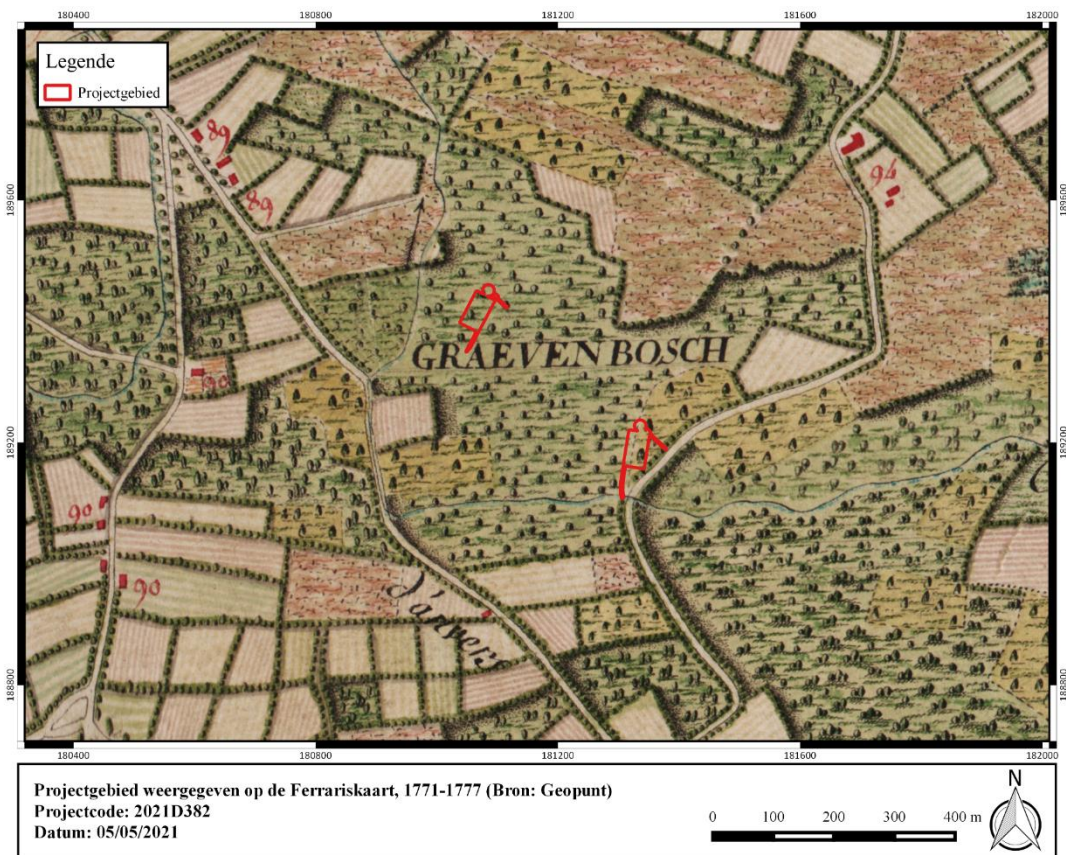 180400 180800 181200 181600 182000
Legende
Projectgebied
89
89
94
189600 189600
GRAEVENBOSCH
90
189200 189200
90
90
d'anvers
188800 188800
180400 180800 181200 181600 182000
Projectgebied weergegeven op de Ferrariskaart, 1771-1777 (Bron: Geopunt)
Projectcode: 2021D382
Datum: 05/05/2021
0 100 200 300 400 m
N